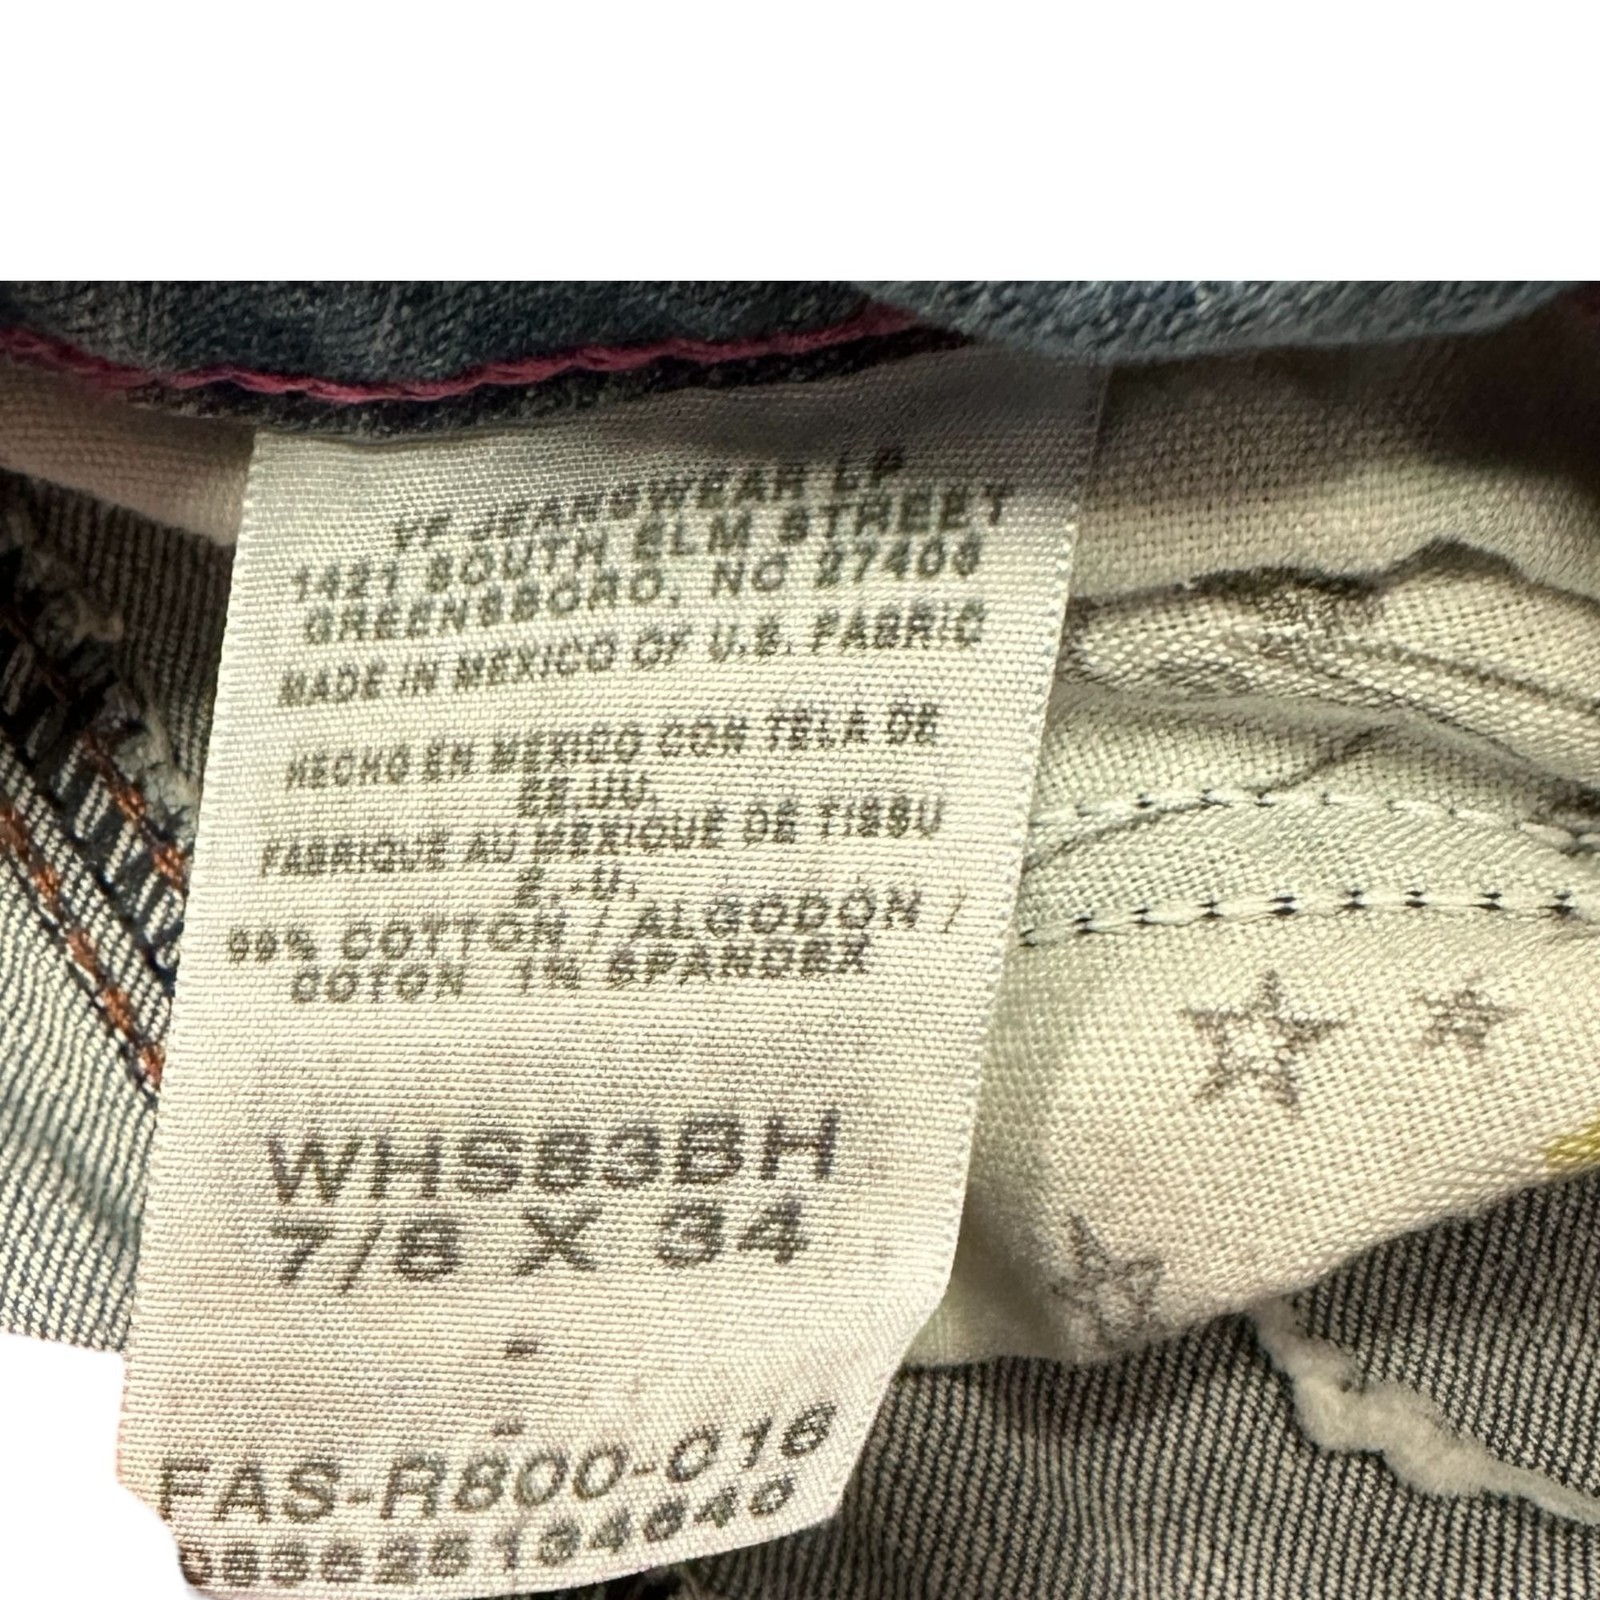 VF JEANSWEAR LP
1421 SOUTH ELM STREET
GREENSBORO, NC 27406
MADE IN MEXICO OF U.S. FABRIC
HECHO EN MEXICO CON TELA DE
EE.UU.
FABRIQUE AU MEXIQUE DE TISSU
E.-U.
99% COTTON / ALGODON /
COTON 1% SPANDEX
WHS83BH
7/8 X 34
-
-
FAS-R800-016